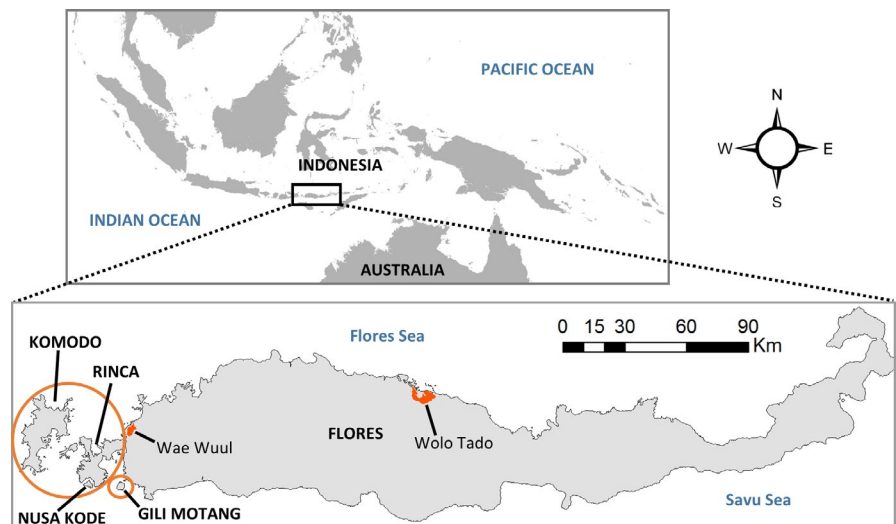 PACIFIC OCEAN
INDONESIA
INDIAN OCEAN
AUSTRALIA
N
W E
S
Flores Sea
0 15 30 60 90
Km
KOMODO
RINCA
Wae Wuul
FLORES
Wolo Tado
NUSA KODE
GILI MOTANG
Savu Sea